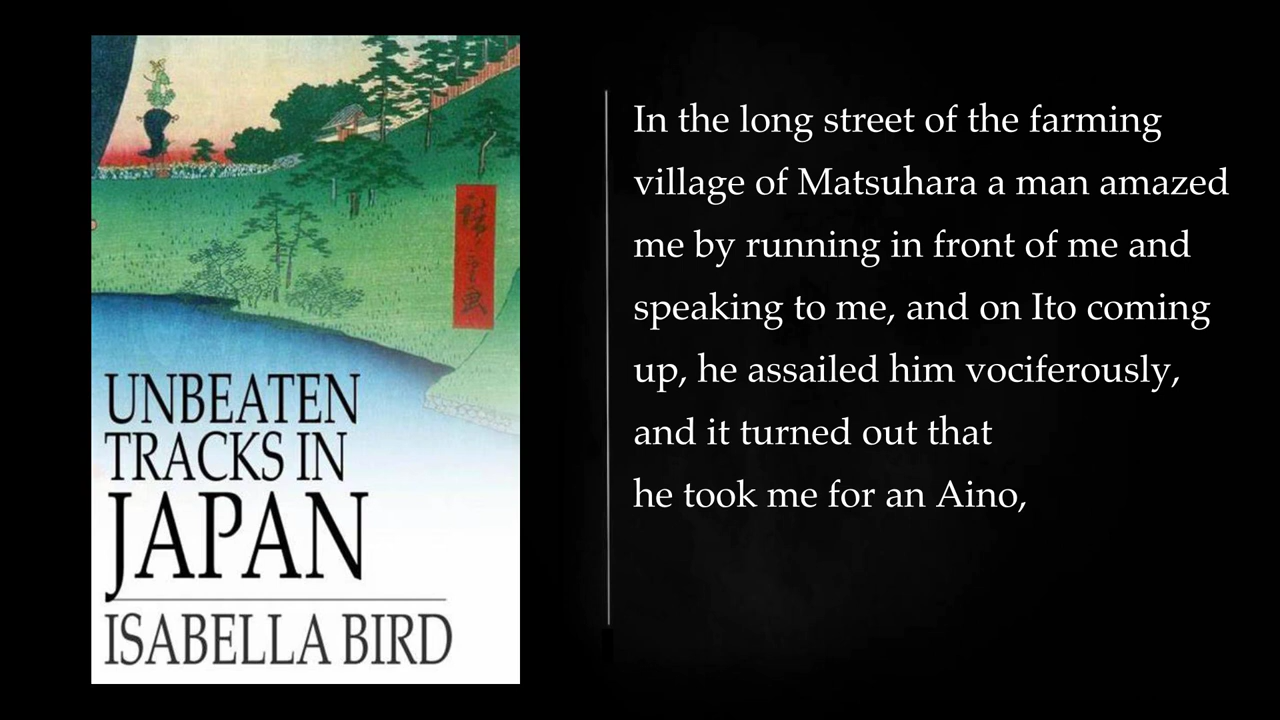 UNBEATEN
TRACKS IN
JAPAN
ISABELLA BIRD
In the long street of the farming
village of Matsuhara a man amazed
me by running in front of me and
speaking to me, and on Ito coming
up, he assailed him vociferously,
and it turned out that
he took me for an Aino,